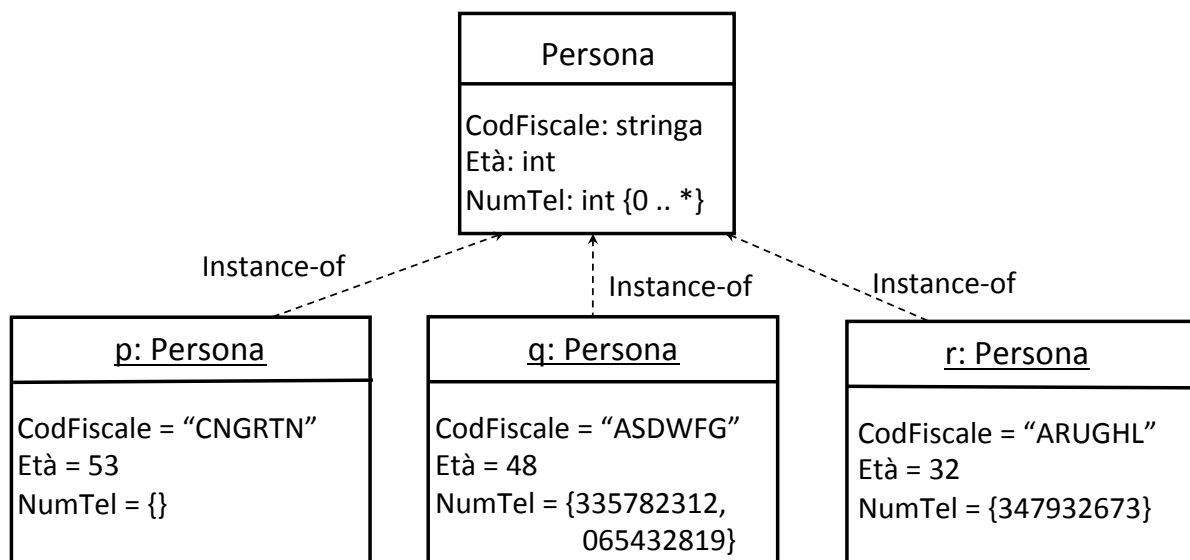 Persona
CodFiscale: stringa
Età: int
NumTel: int {0 .. *}
Instance-of
Instance-of
Instance-of
p: Persona
CodFiscale = “CNGRTN”
Età = 53
NumTel = {}
q: Persona
CodFiscale = “ASDWFG”
Età = 48
NumTel = {335782312,
065432819}
r: Persona
CodFiscale = “ARUGHL”
Età = 32
NumTel = {347932673}